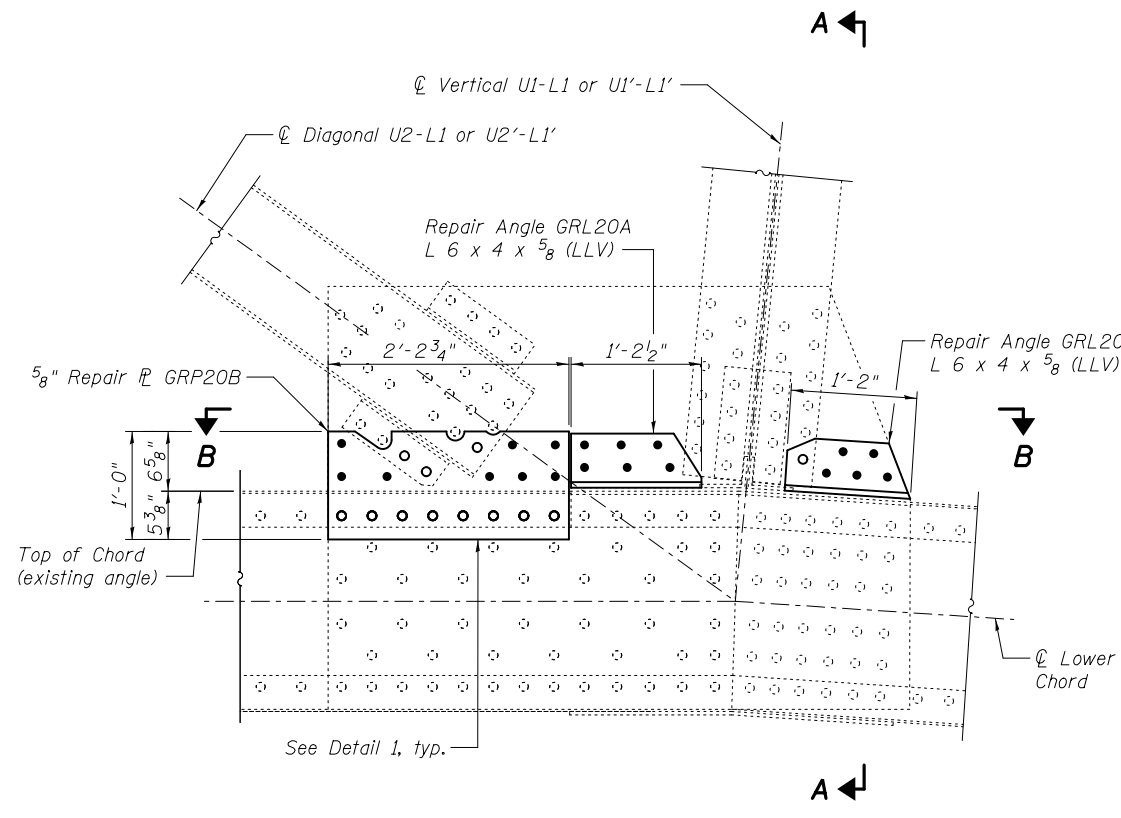 A
℄ Vertical U1-L1 or U1'-L1'
℄ Diagonal U2-L1 or U2'-L1'
Repair Angle GRL20A
L 6 x 4 x 5/8 (LLV)
Repair Angle GRL20
L 6 x 4 x 5/8 (LLV)
2'-2 3/4"
1'-2 1/2"
1'-2"
5/8" Repair ℙL GRP20B
B
B
1'-0"
6 5/8"
5 3/8"
Top of Chord
(existing angle)
℄ Lower
Chord
See Detail 1, typ.
A